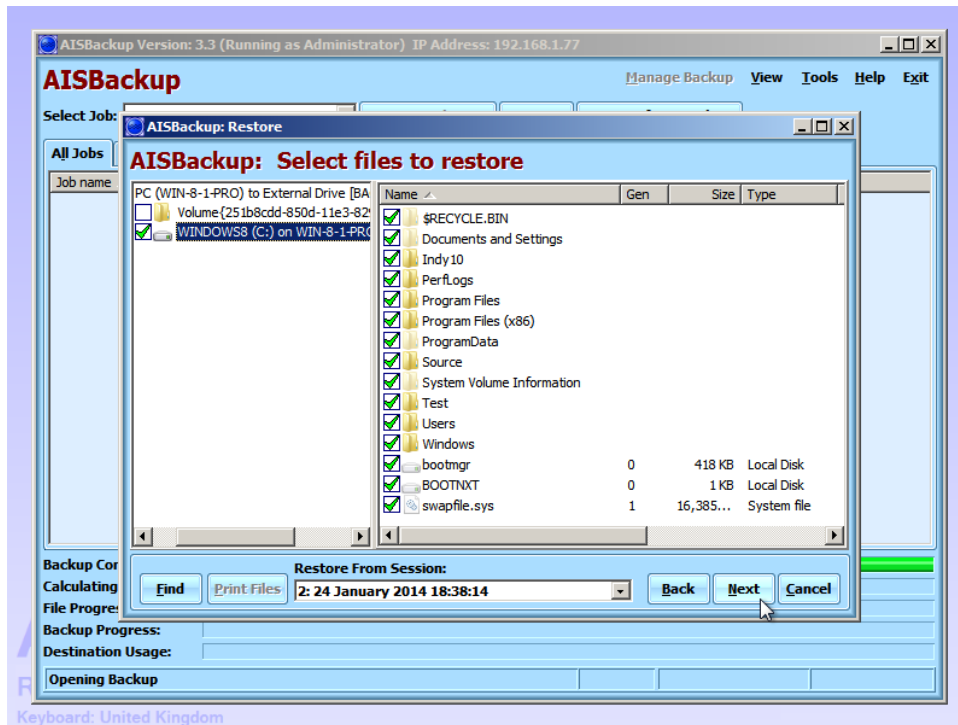 AISBackup Version: 3.3 (Running as Administrator) IP Address: 192.168.1.77
AISBackup
Manage Backup View Tools Help Exit
Select Job:
AISBackup: Restore
All Jobs
AISBackup: Select files to restore
Job name
PC (WIN-8-1-PRO) to External Drive [BA
Volume{251b8cdd-850d-11e3-82
WINDOWS8 (C:) on WIN-8-1-PRO
Name Gen Size Type
$RECYCLE.BIN
Documents and Settings
Indy10
PerfLogs
Program Files
Program Files (x86)
ProgramData
Source
System Volume Information
Test
Users
Windows
bootmgr 0 418 KB Local Disk
BOOTNXT 0 1 KB Local Disk
swapfile.sys 1 16,385... System file
Backup Cor
Restore From Session:
Calculating
Find Print Files 2: 24 January 2014 18:38:14 Back Next Cancel
File Progre
Backup Progress:
Destination Usage:
Opening Backup
Keyboard: United Kingdom